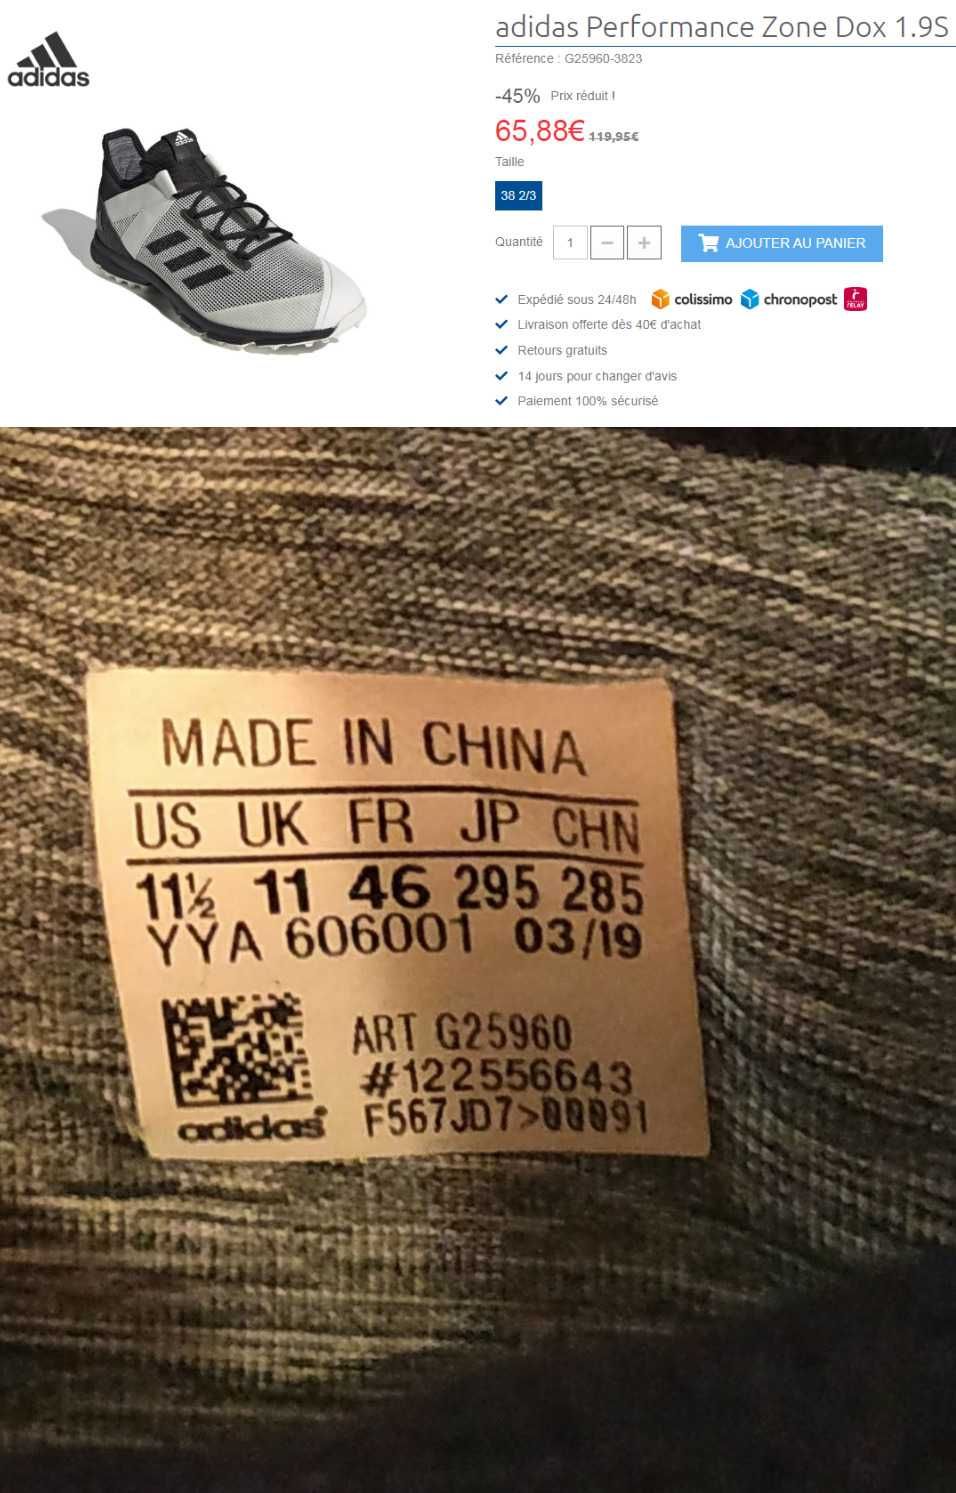 adidas Performance Zone Dox 1.9S
adidas
Référence : G25960-3823
-45% Prix réduit !
65,88€ 119,95€
Taille
38 2/3
Quantité 1 − + AJOUTER AU PANIER
Expédié sous 24/48h colissimo chronopost RELAY
Livraison offerte dès 40€ d'achat
Retours gratuits
14 jours pour changer d'avis
Paiement 100% sécurisé
MADE IN CHINA
US UK FR JP CHN
11½ 11 46 295 285
YYA 606001 03/19
ART G25960
#122556643
F567JD7>00091
adidas®